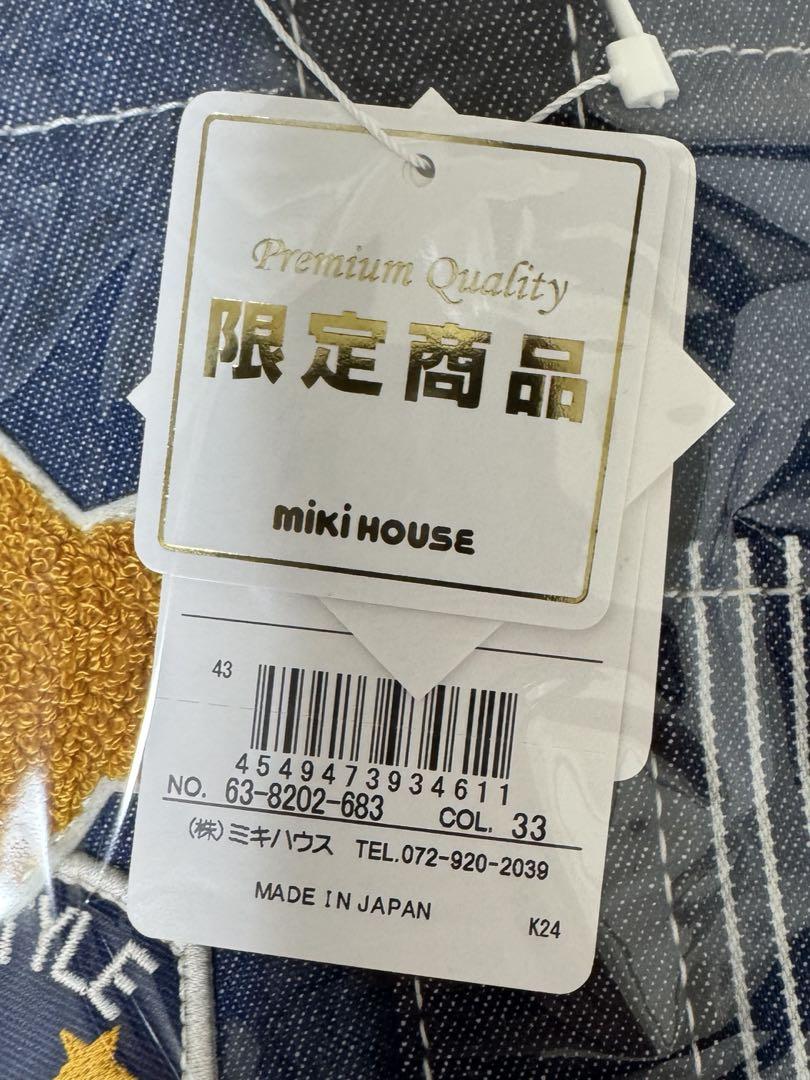 Premium Quality
限定商品
miki HOUSE
43
4549473934611
NO. 63-8202-683 COL. 33
(株)ミキハウス TEL.072-920-2039
MADE IN JAPAN
K24